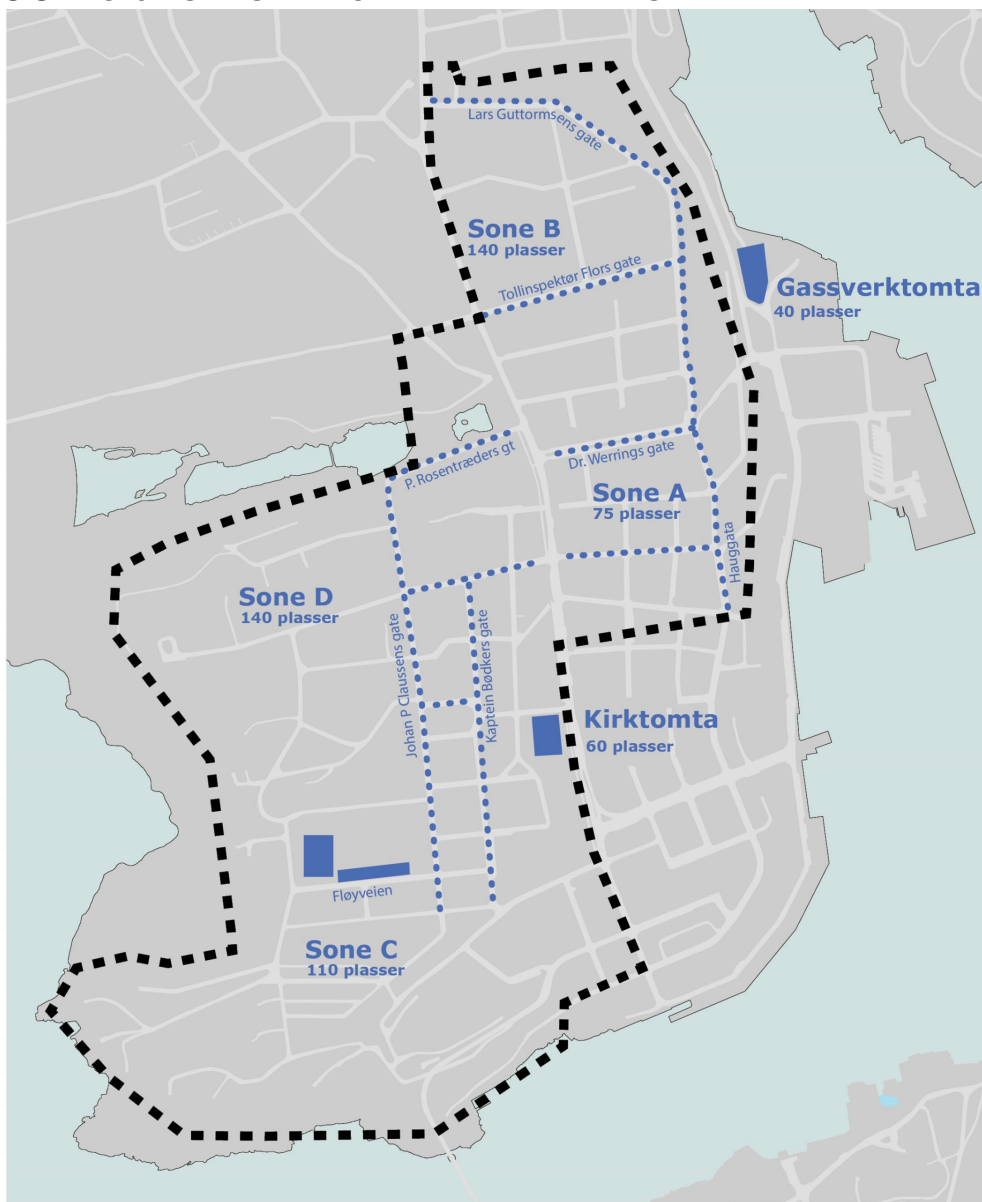 Lars Guttormsens gate
Sone B
140 plasser
Tollinspektør Flors gate
Gassverktomta
40 plasser
P. Rosentræders gt
Dr. Werrings gate
Sone A
75 plasser
Hauggata
Sone D
140 plasser
Johan P Claussens gate
Kaptein Bødkers gate
Kirktomta
60 plasser
Fløyveien
Sone C
110 plasser